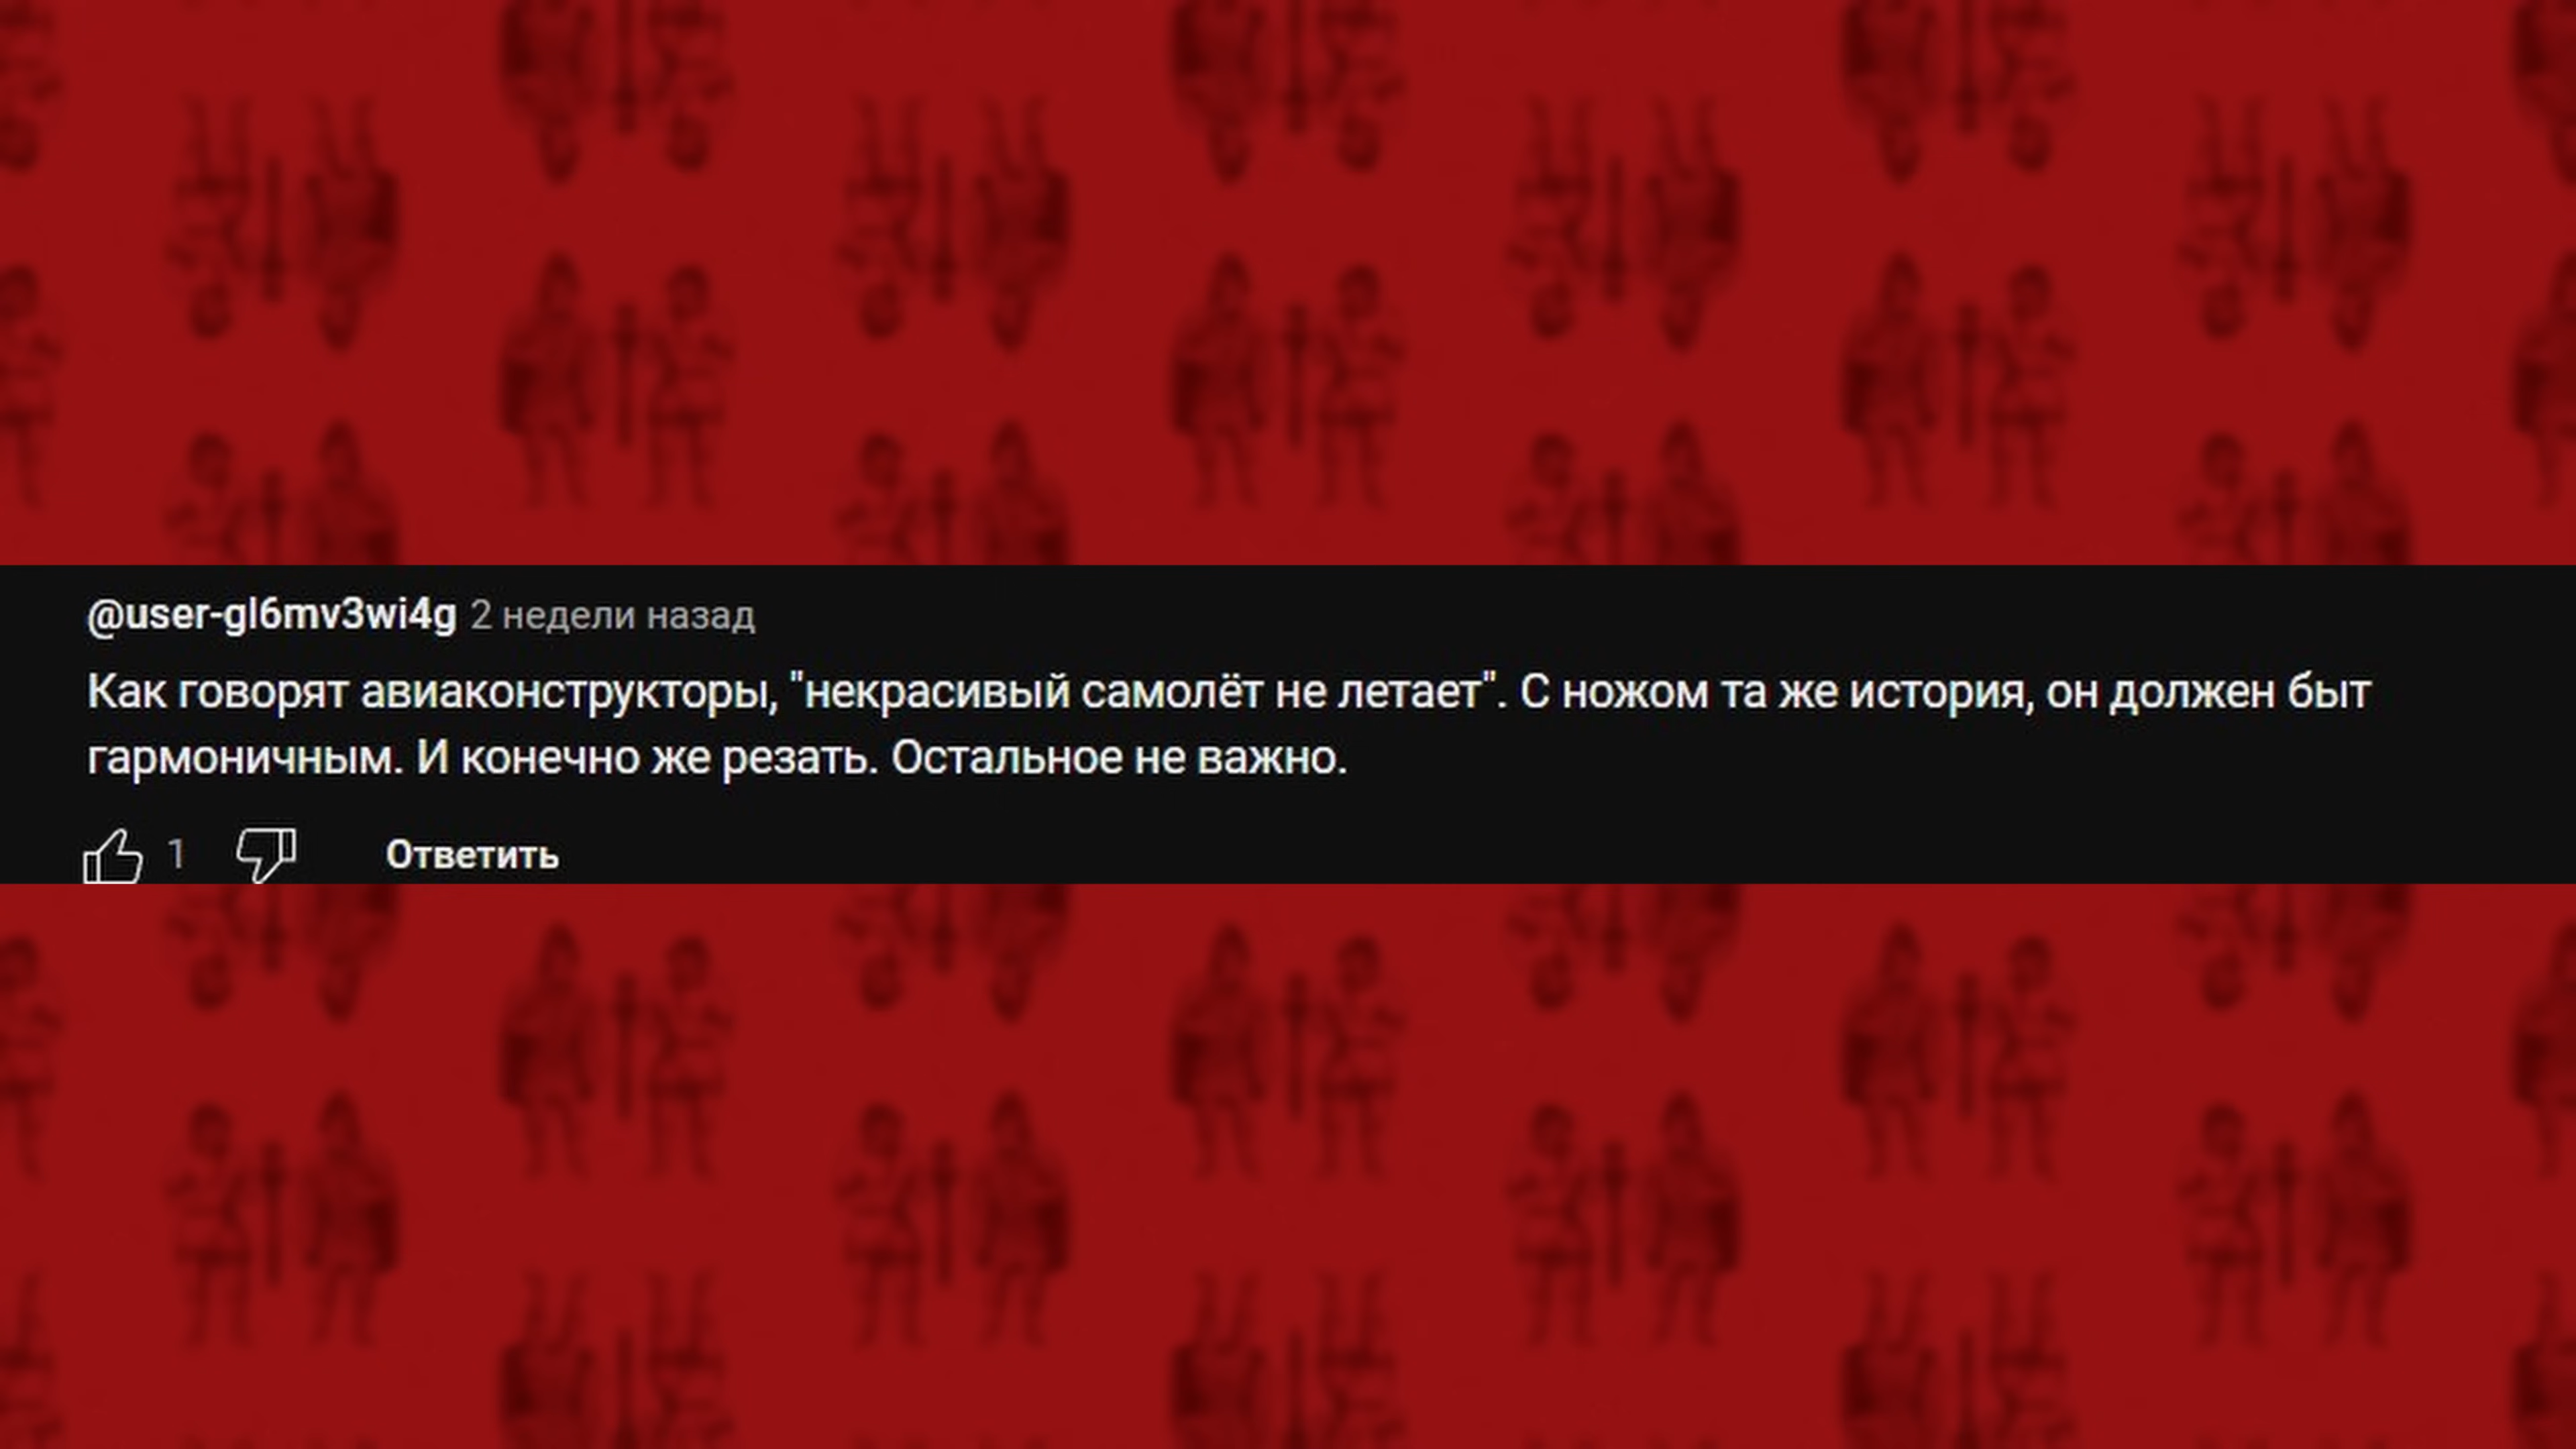 @user-gl6mv3wi4g 2 недели назад
Как говорят авиаконструкторы, "некрасивый самолёт не летает". С ножом та же история, он должен быт
гармоничным. И конечно же резать. Остальное не важно.
1 Ответить